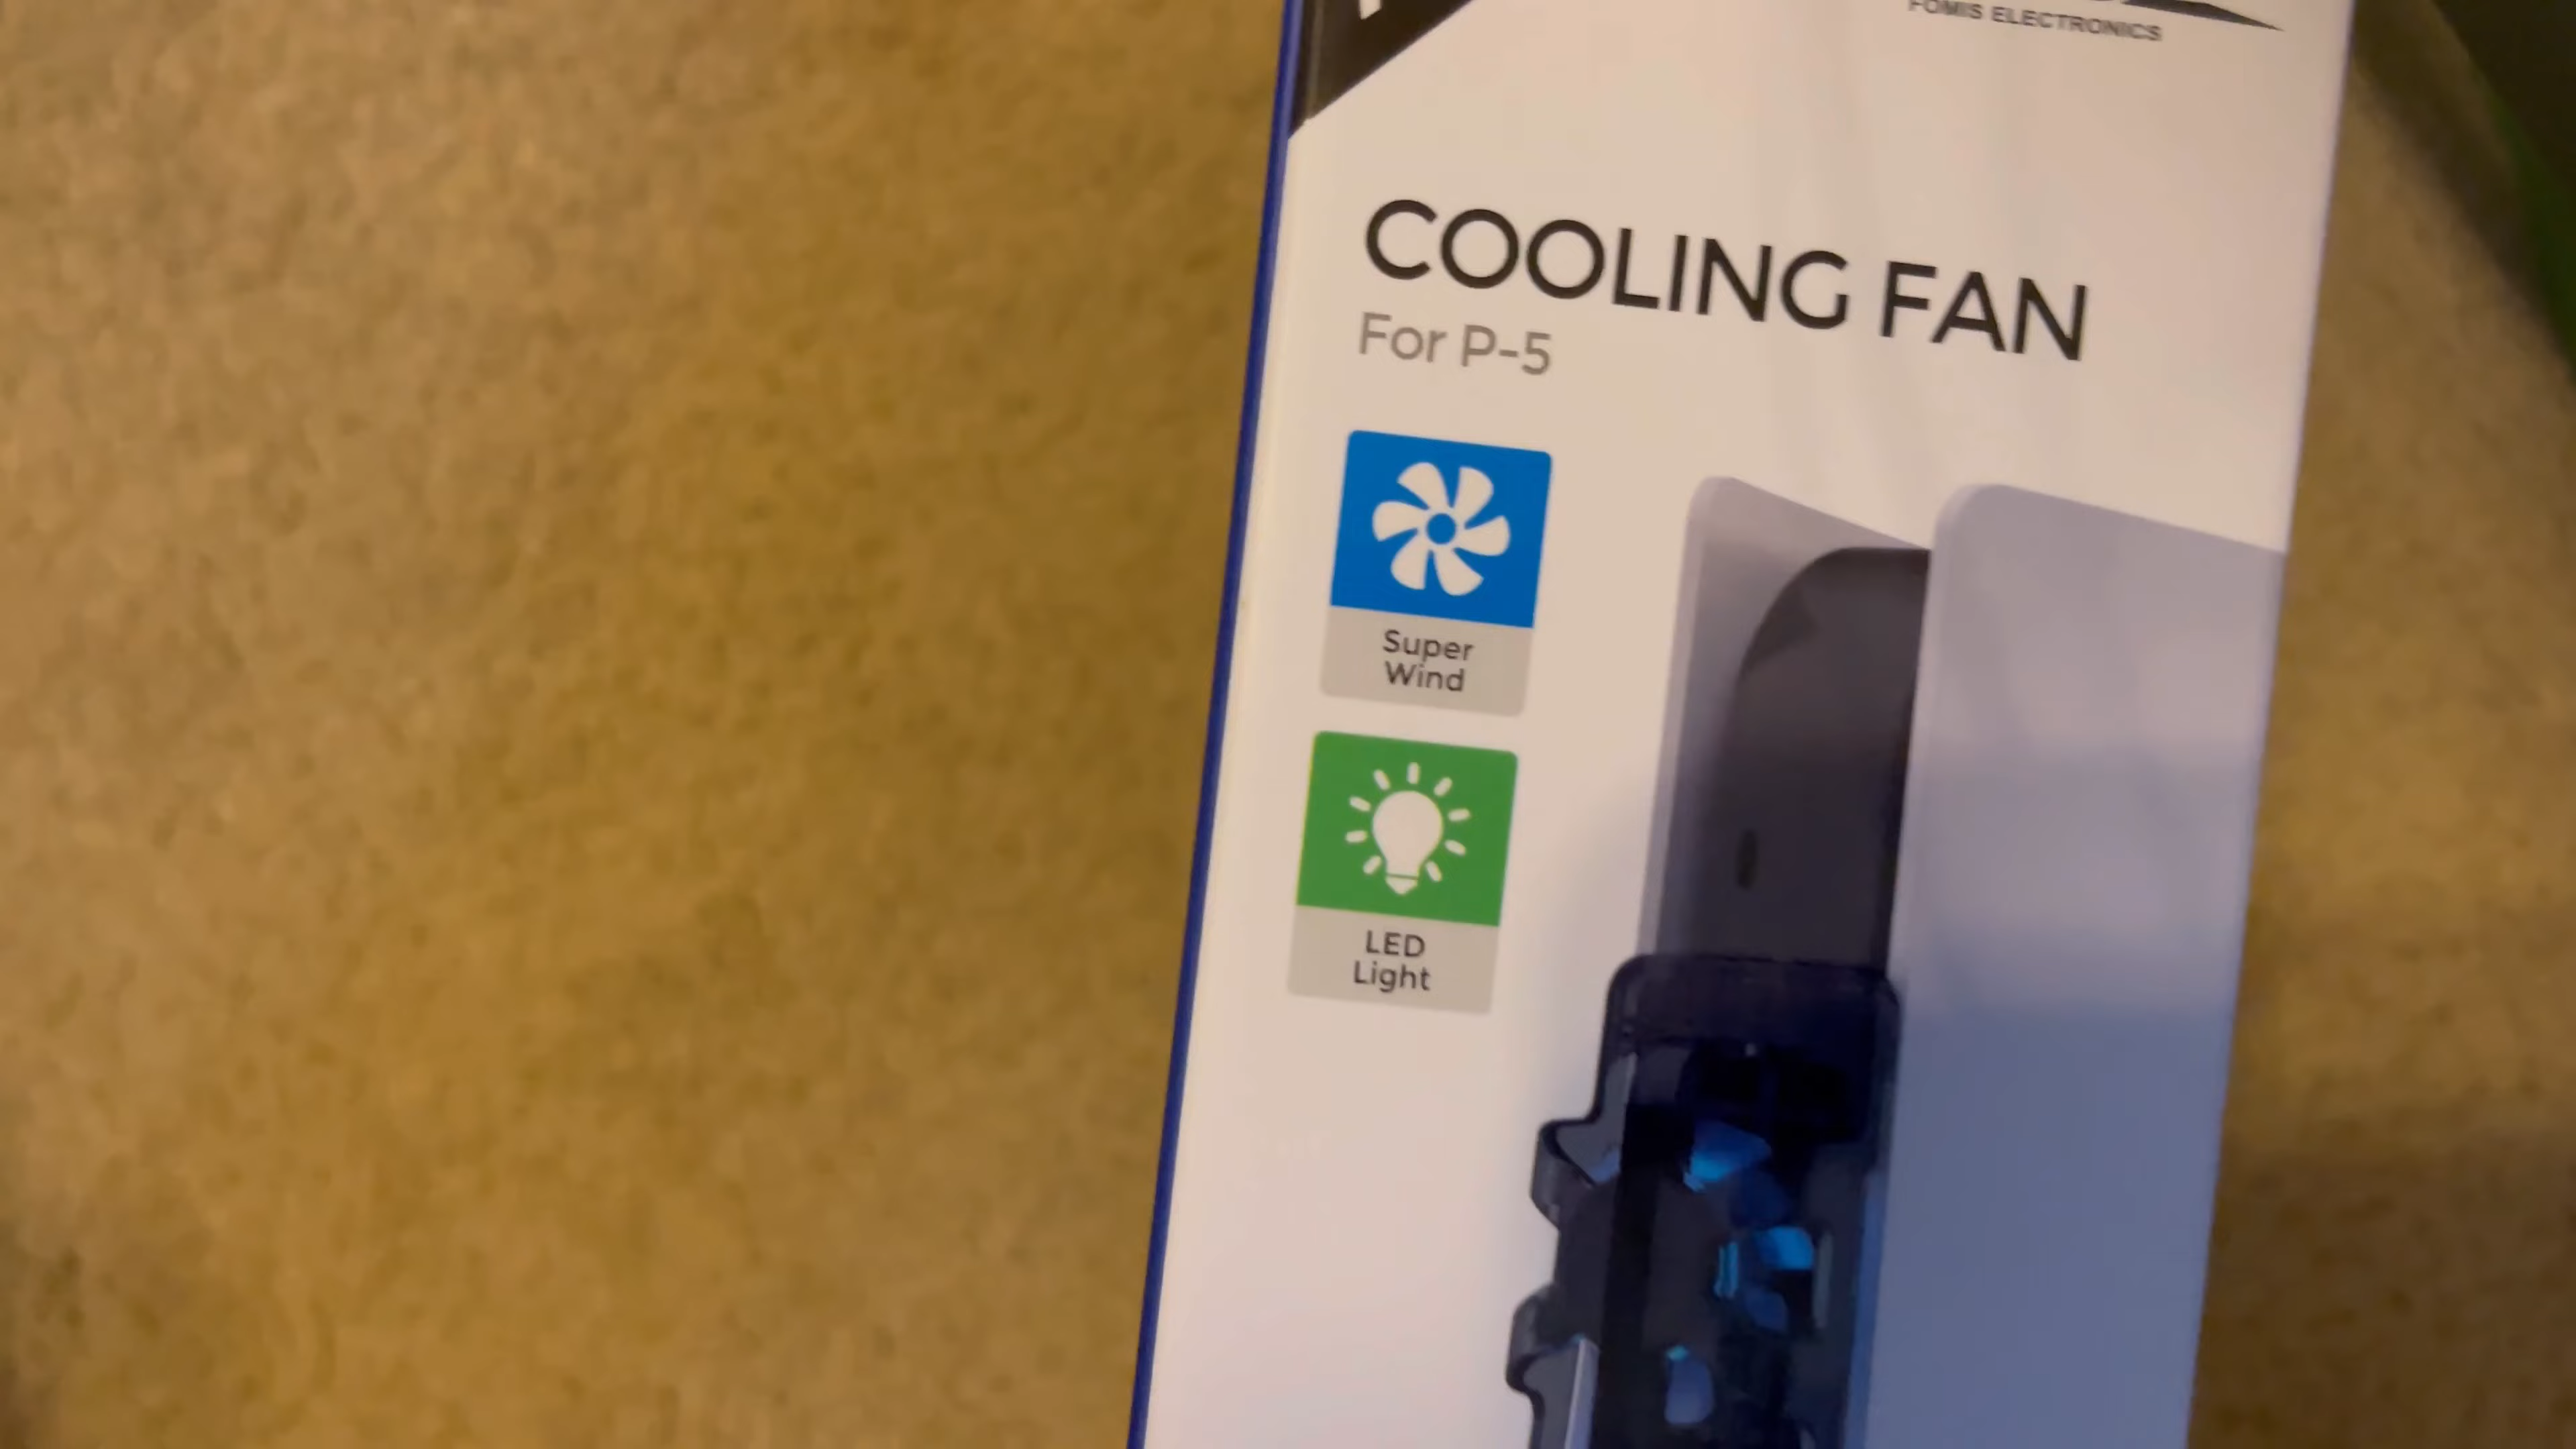 FOMIS ELECTRONICS
COOLING FAN
For P-5
Super
Wind
LED
Light